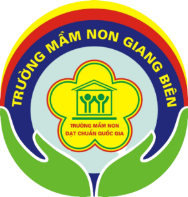 TRƯỜNG MẦM NON GIANG BIÊN
TRƯỜNG MẦM NON
ĐẠT CHUẨN QUỐC GIA